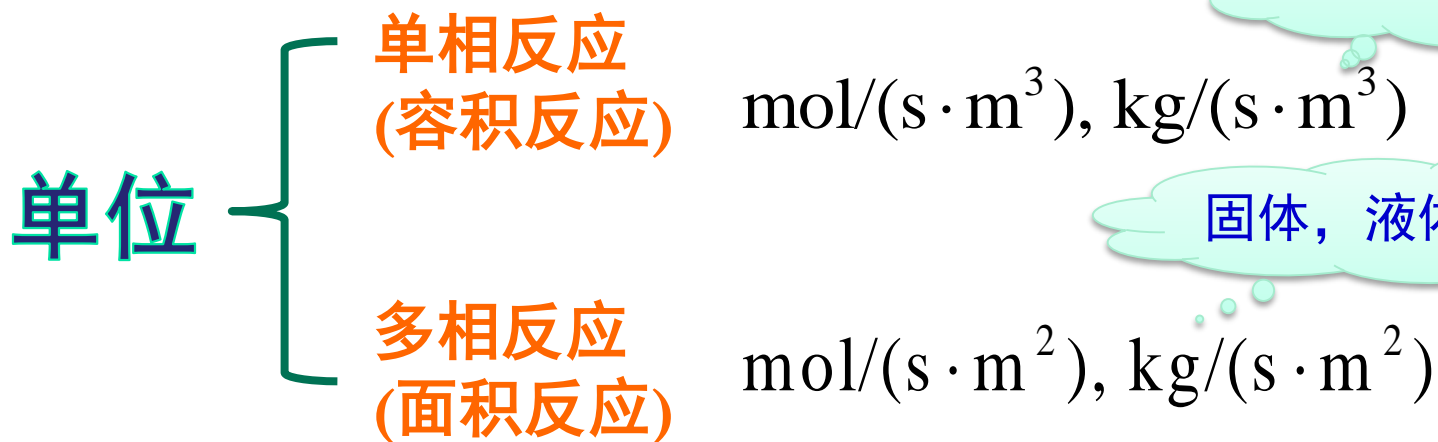 单相反应
(容积反应)
mol/(s·m³), kg/(s·m³)
单位
固体，液体
多相反应
(面积反应)
mol/(s·m²), kg/(s·m²)